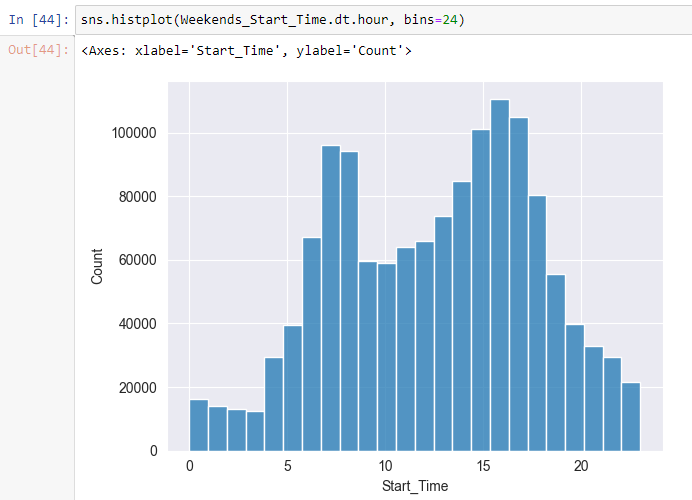 In [44]: sns.histplot(Weekends_Start_Time.dt.hour, bins=24)
Out[44]: <Axes: xlabel='Start_Time', ylabel='Count'>
100000
80000
60000
40000
20000
0
Count
0 5 10 15 20
Start_Time